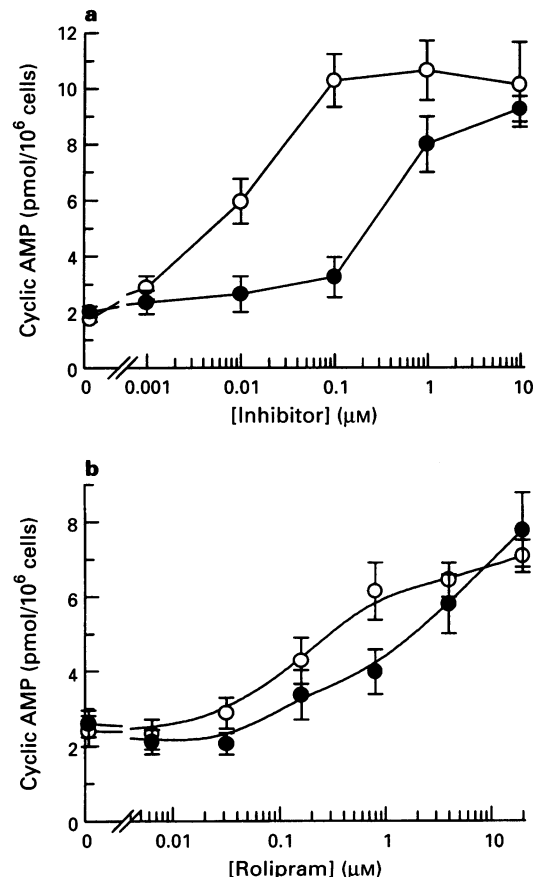 a
12
10
8
6
4
2
0
Cyclic AMP (pmol/10⁶ cells)
0 0.001 0.01 0.1 1 10
[Inhibitor] (μM)
b
8
6
4
2
0
Cyclic AMP (pmol/10⁶ cells)
0 0.01 0.1 1 10
[Rolipram] (μM)